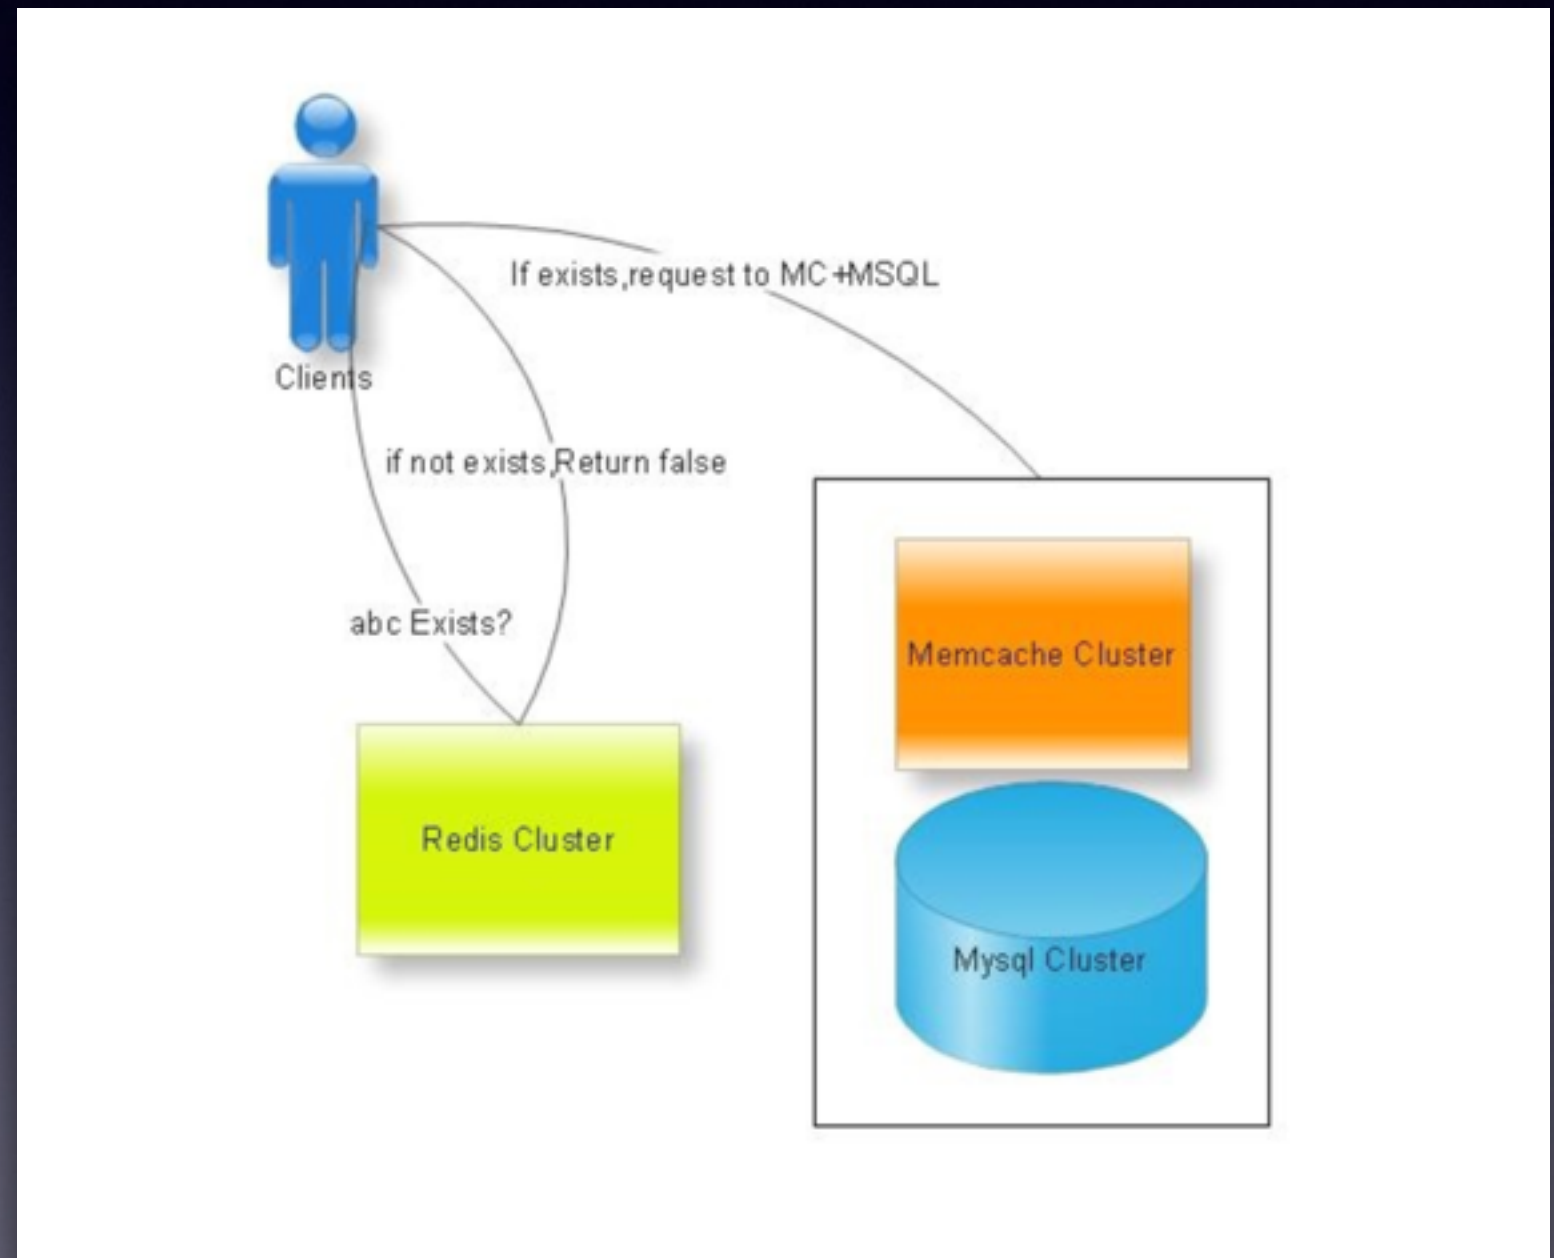 If exists,request to MC+MSQL
Clients
if not exists,Return false
abc Exists?
Memcache Cluster
Redis Cluster
Mysql Cluster